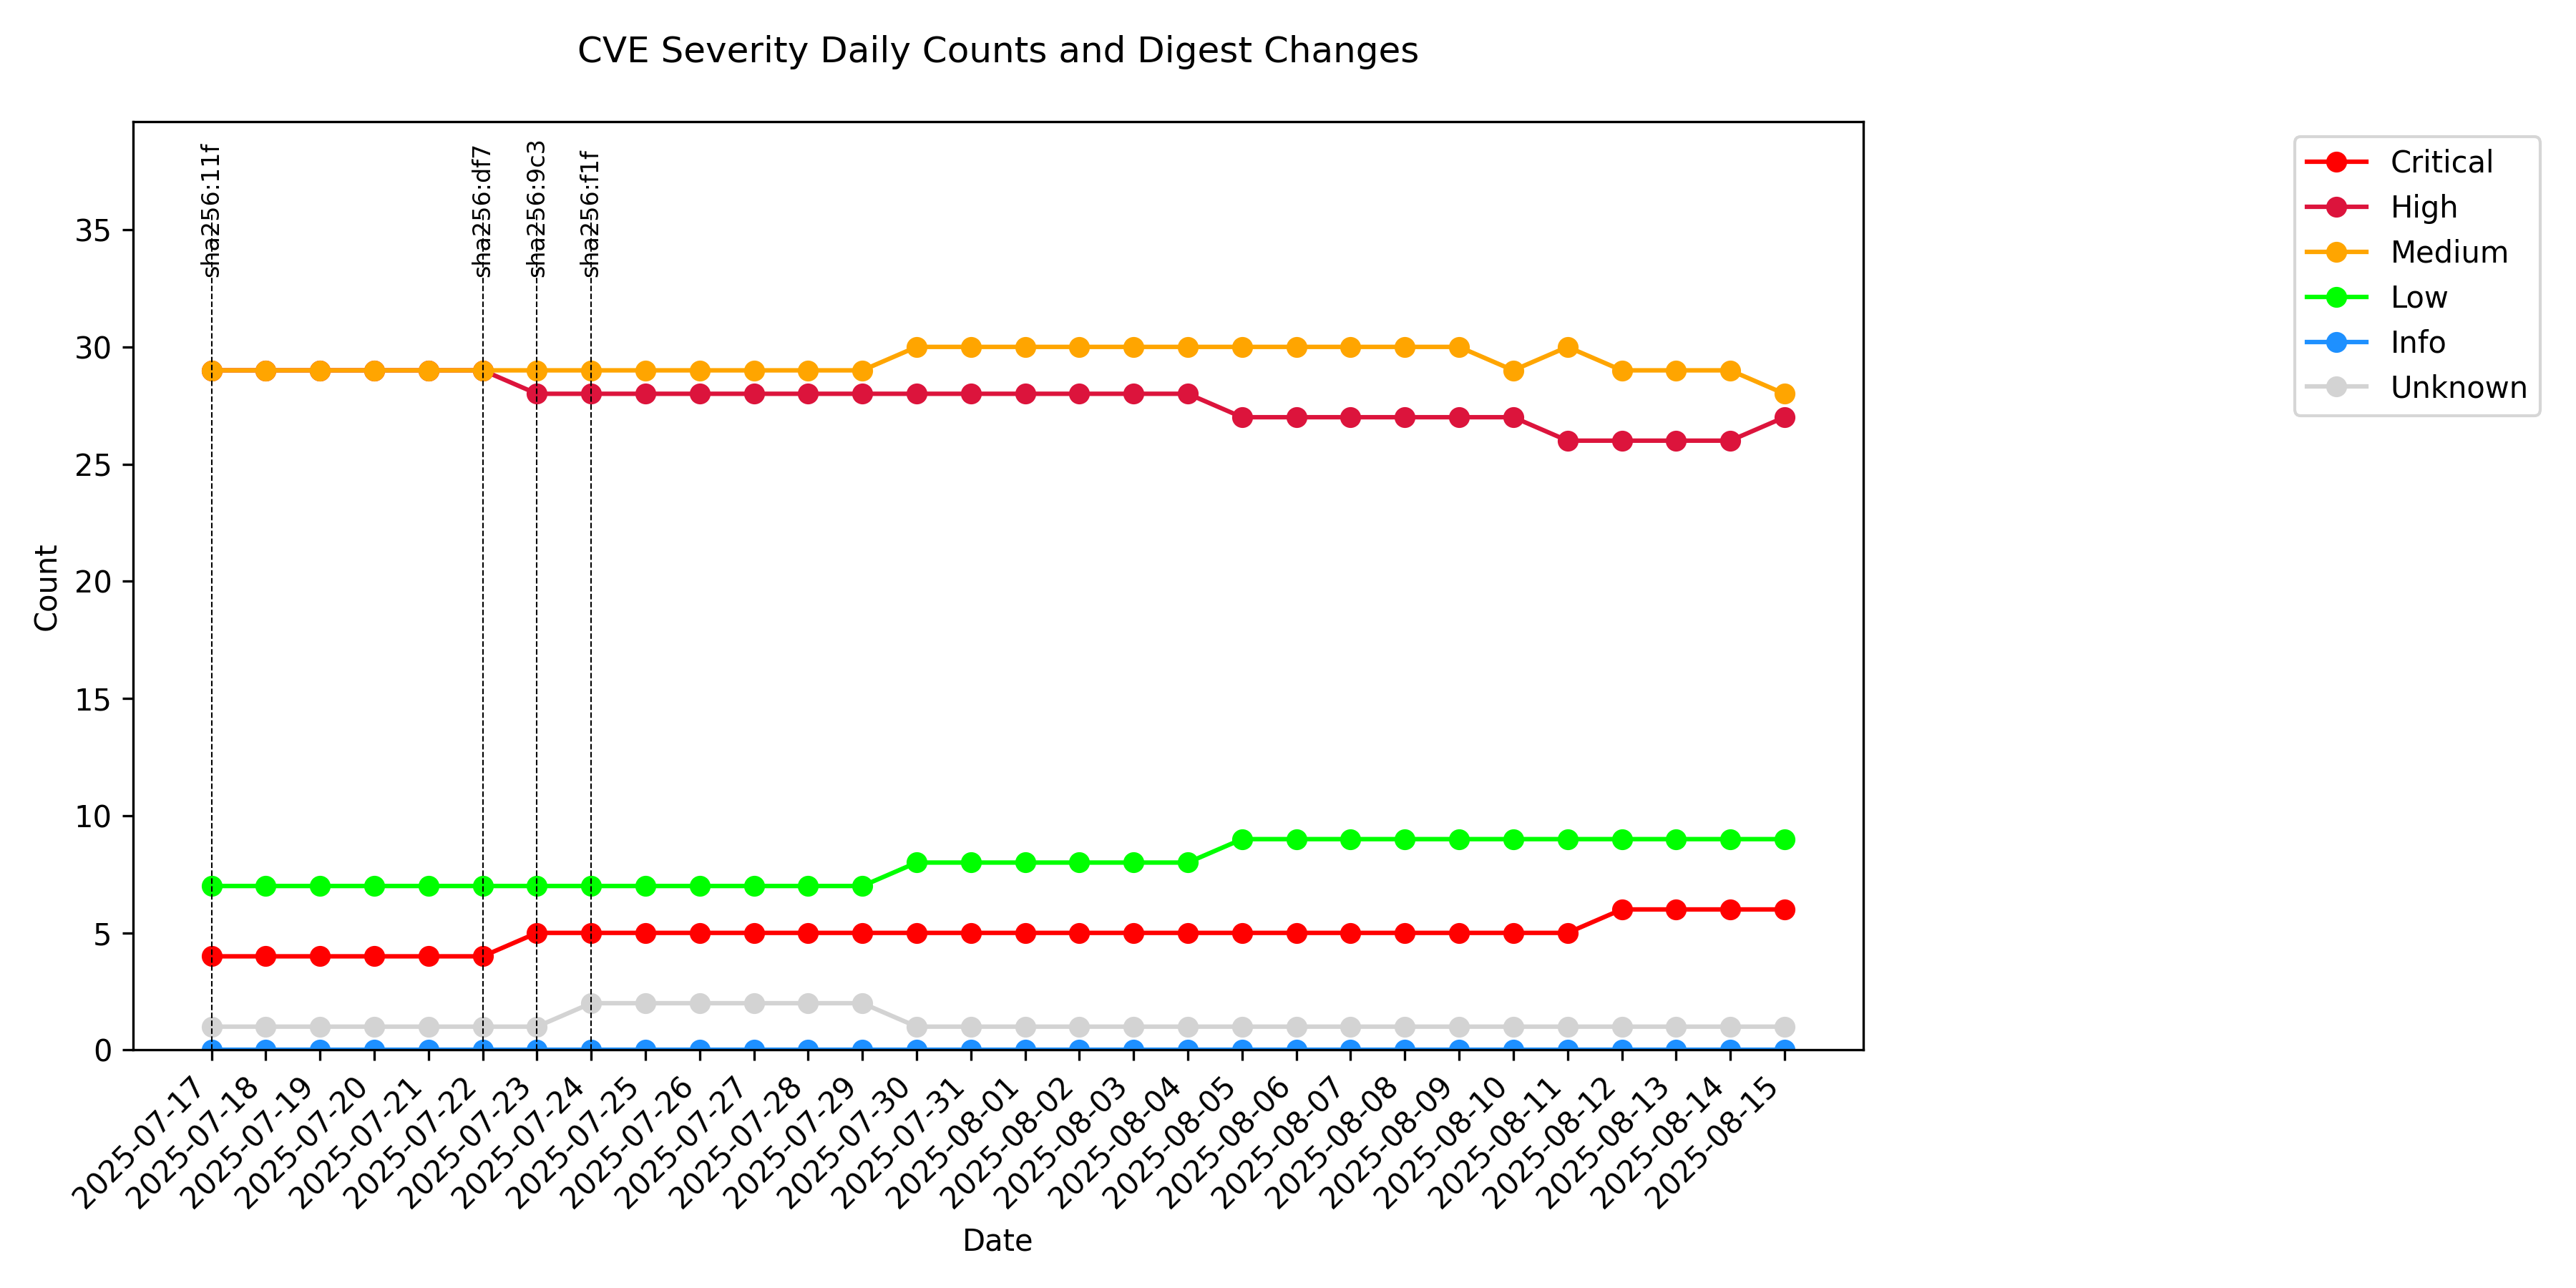 CVE Severity Daily Counts and Digest Changes
sha256:11f
sha256:df7
sha256:9c3
sha256:f1f
Critical
High
Medium
Low
Info
Unknown
35
30
25
20
15
10
5
0
Count
2025-07-17
2025-07-18
2025-07-19
2025-07-20
2025-07-21
2025-07-22
2025-07-23
2025-07-24
2025-07-25
2025-07-26
2025-07-27
2025-07-28
2025-07-29
2025-07-30
2025-07-31
2025-08-01
2025-08-02
2025-08-03
2025-08-04
2025-08-05
2025-08-06
2025-08-07
2025-08-08
2025-08-09
2025-08-10
2025-08-11
2025-08-12
2025-08-13
2025-08-14
2025-08-15
Date